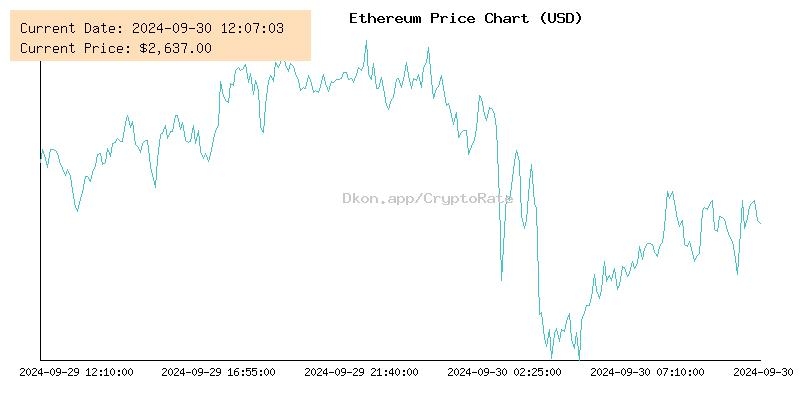 Ethereum Price Chart (USD)
Current Date: 2024-09-30 12:07:03
Current Price: $2,637.00
Dkon.app/CryptoRate
2024-09-29 12:10:00 2024-09-29 16:55:00 2024-09-29 21:40:00 2024-09-30 02:25:00 2024-09-30 07:10:00 2024-09-30